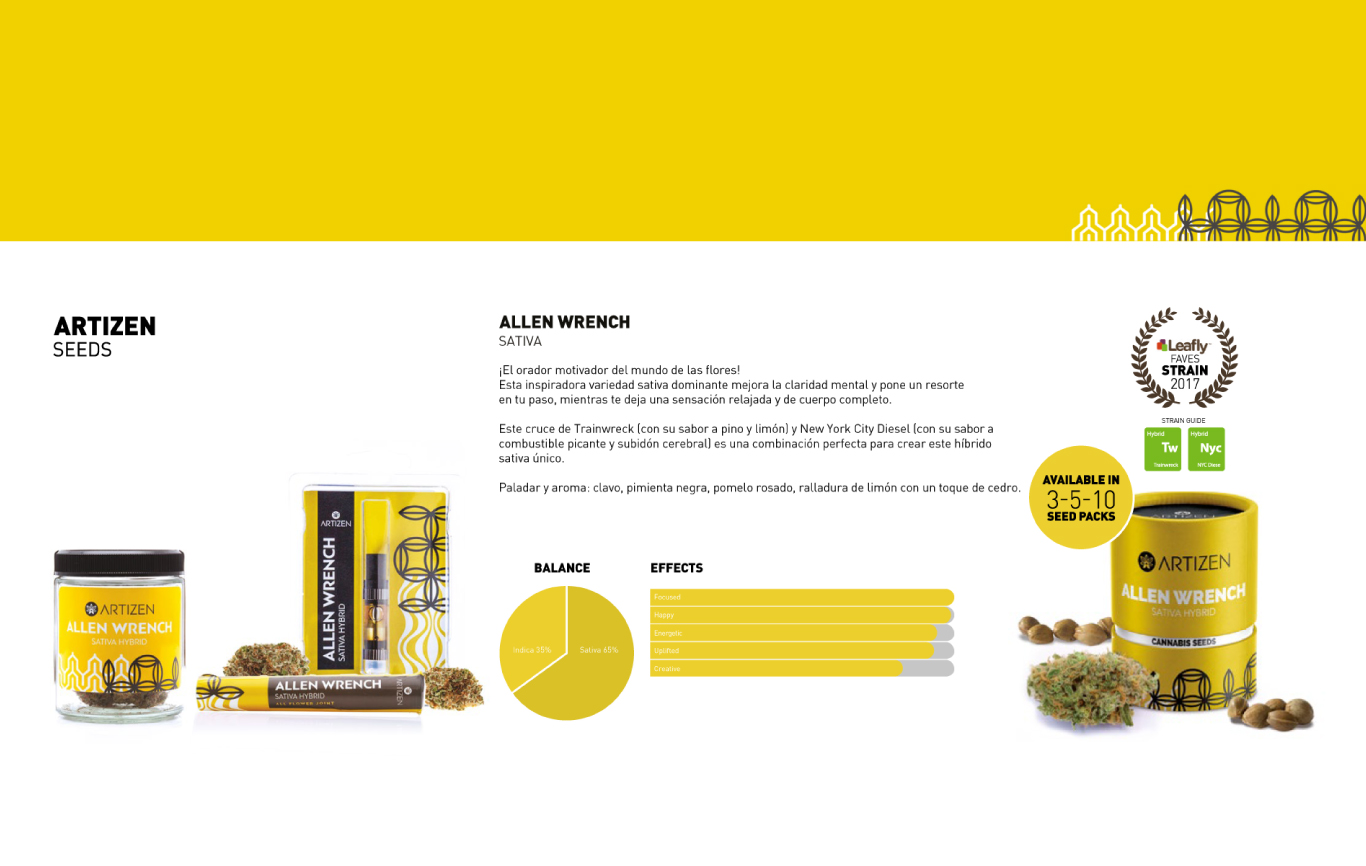 ARTIZEN
SEEDS
ALLEN WRENCH
SATIVA
¡El orador motivador del mundo de las flores!
Esta inspiradora variedad sativa dominante mejora la claridad mental y pone un resorte
en tu paso, mientras te deja una sensación relajada y de cuerpo completo.
Este cruce de Trainwreck (con su sabor a pino y limón) y New York City Diesel (con su sabor a
combustible picante y subidón cerebral) es una combinación perfecta para crear este híbrido
sativa único.
Paladar y aroma: clavo, pimienta negra, pomelo rosado, ralladura de limón con un toque de cedro.
BALANCE
Indica 35%
Sativa 65%
EFFECTS
Focused
Happy
Energetic
Uplifted
Creative
Leafly
FAVES
STRAIN
2017
STRAIN GUIDE
Hybrid
Tw
Trainwreck
Hybrid
Nyc
NYC Diese
AVAILABLE IN
3-5-10
SEED PACKS
ARTIZEN
ALLEN WRENCH
SATIVA HYBRID
ARTIZEN
ALLEN WRENCH
SATIVA HYBRID
ALLEN WRENCH
SATIVA HYBRID
ALL FLOWER JOINT
ARTIZEN
ARTIZEN
ALLEN WRENCH
SATIVA HYBRID
CANNABIS SEEDS